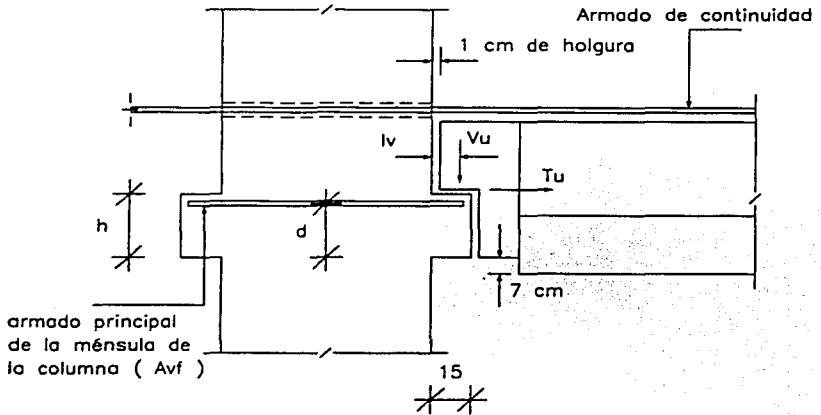 Armado de continuidad
1 cm de holgura
lv
Vu
Tu
h
d
7 cm
armado principal
de la ménsula de
la columna ( Avf )
15